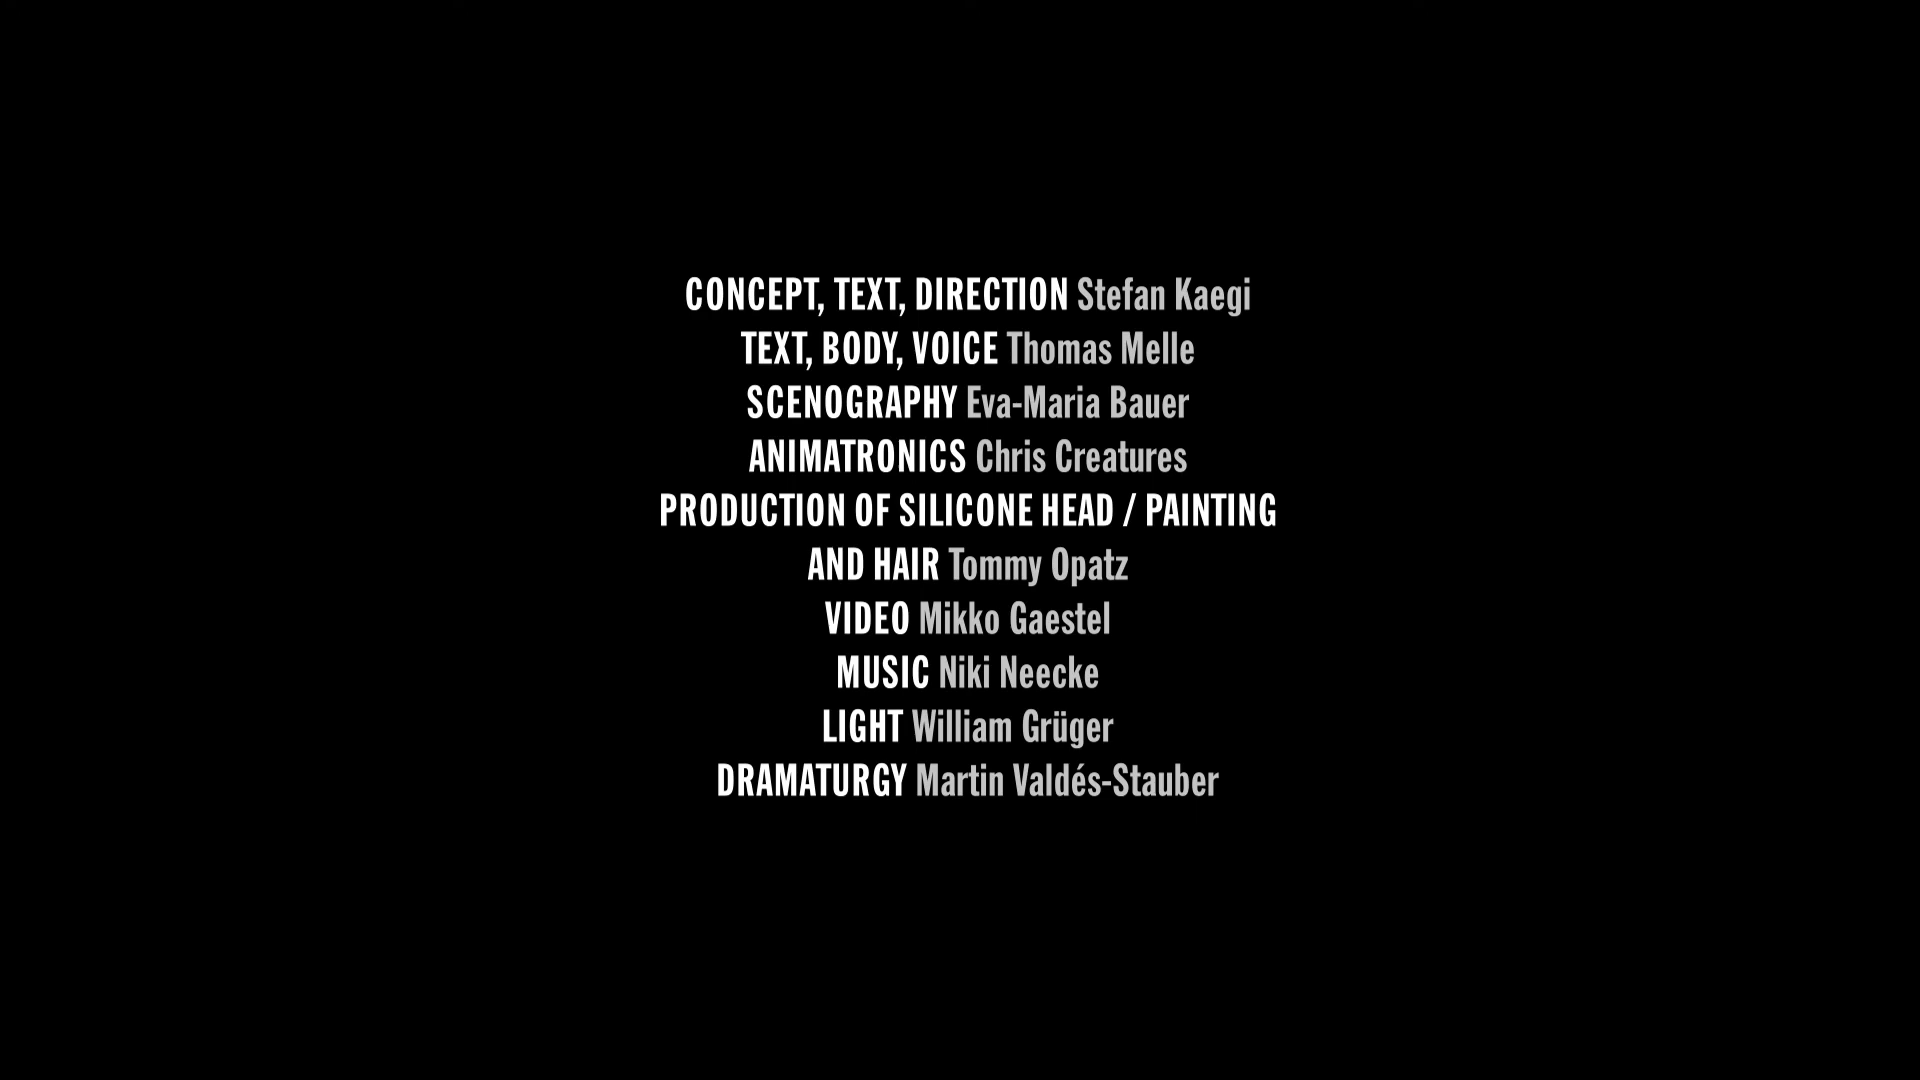 CONCEPT, TEXT, DIRECTION Stefan Kaegi
TEXT, BODY, VOICE Thomas Melle
SCENOGRAPHY Eva-Maria Bauer
ANIMATRONICS Chris Creatures
PRODUCTION OF SILICONE HEAD / PAINTING
AND HAIR Tommy Opatz
VIDEO Mikko Gaestel
MUSIC Niki Neecke
LIGHT William Grüger
DRAMATURGY Martin Valdés-Stauber